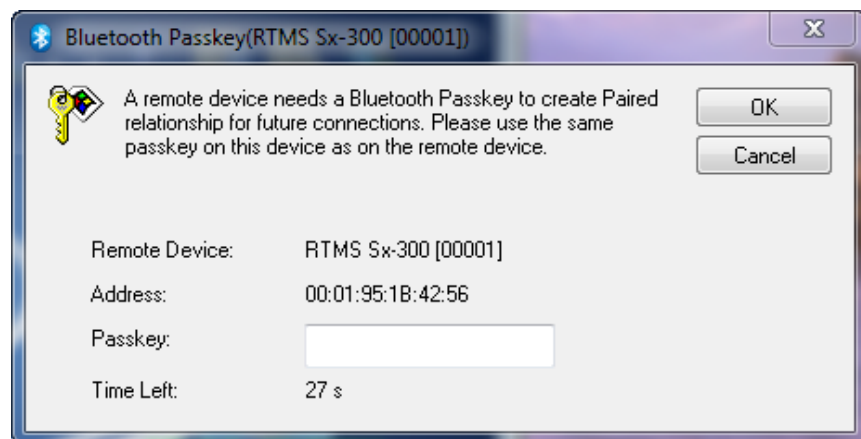 Bluetooth Passkey(RTMS Sx-300 [00001])
A remote device needs a Bluetooth Passkey to create Paired
relationship for future connections. Please use the same
passkey on this device as on the remote device.
OK
Cancel
Remote Device: RTMS Sx-300 [00001]
Address: 00:01:95:1B:42:56
Passkey:
Time Left: 27 s